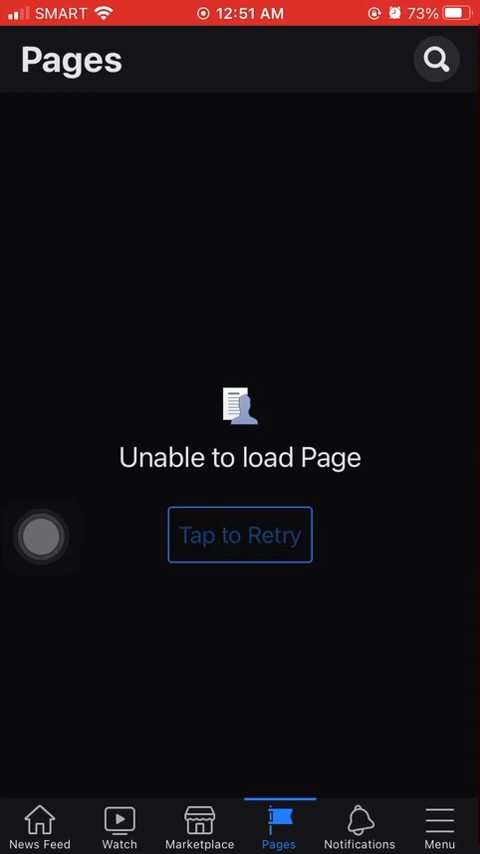 SMART 12:51 AM 73%
Pages
Unable to load Page
Tap to Retry
News Feed Watch Marketplace Pages Notifications Menu